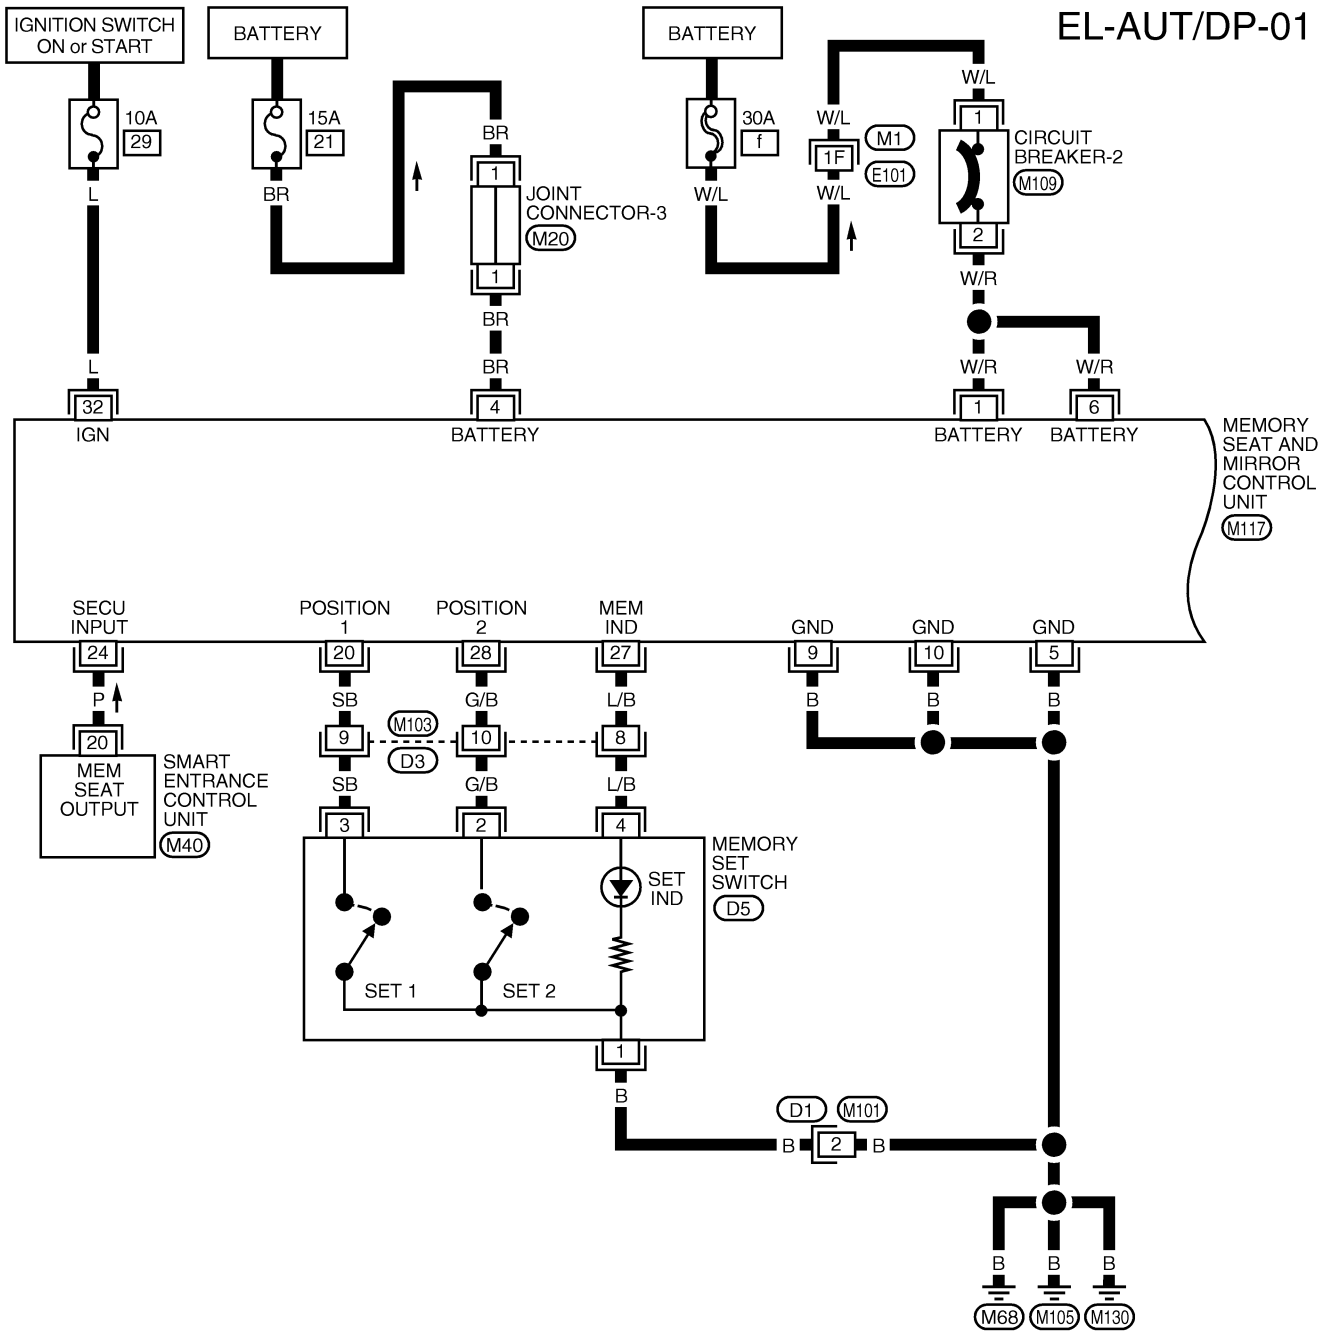 EL-AUT/DP-01
IGNITION SWITCH
ON or START
BATTERY
BATTERY
10A
29
15A
21
30A
f
L
BR
BR
W/L
W/L
W/L
W/L
1F
M1
E101
1
CIRCUIT
BREAKER-2
M109
2
1
JOINT
CONNECTOR-3
M20
1
W/R
BR
L
BR
W/R
W/R
32
4
1
6
IGN
BATTERY
BATTERY
BATTERY
MEMORY
SEAT AND
MIRROR
CONTROL
UNIT
M117
SECU
INPUT
POSITION
1
POSITION
2
MEM
IND
GND
GND
GND
24
20
28
27
9
10
5
P
SB
G/B
L/B
B
B
B
20
9
M103
D3
10
8
MEM
SEAT
OUTPUT
SMART
ENTRANCE
CONTROL
UNIT
M40
SB
G/B
L/B
3
2
4
MEMORY
SET
SWITCH
D5
SET
IND
SET 1
SET 2
1
B
D1
M101
B
2
B
B
B
B
M68
M105
M130